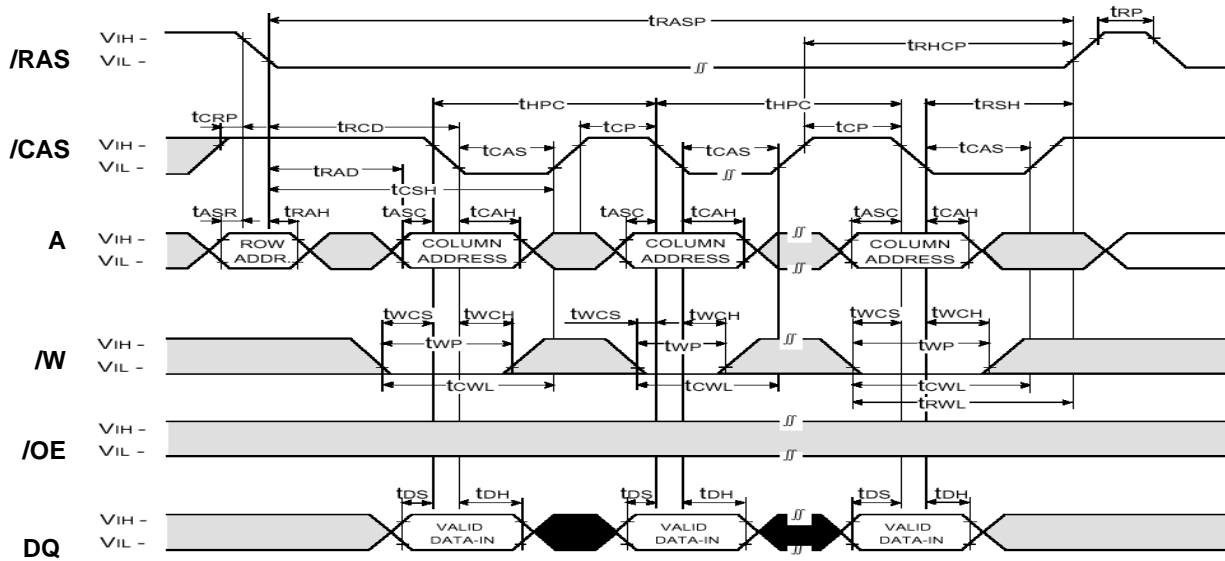 tRASP
tRP
/RAS
VIH –
VIL –
tRHCP
tCRP
tRCD
tHPC
tHPC
tRSH
tCP
tCP
/CAS
VIH –
VIL –
tCAS
tCAS
tCAS
tRAD
tCSH
tASR
tRAH
tASC
tCAH
tASC
tCAH
tASC
tCAH
A
VIH –
VIL –
ROW
ADDR.
COLUMN
ADDRESS
COLUMN
ADDRESS
COLUMN
ADDRESS
tWCS
tWCH
tWCS
tWCH
tWCS
tWCH
tWP
tWP
tWP
/W
VIH –
VIL –
tCWL
tCWL
tCWL
tRWL
/OE
VIH –
VIL –
tDS
tDH
tDS
tDH
tDS
tDH
DQ
VIH –
VIL –
VALID
DATA-IN
VALID
DATA-IN
VALID
DATA-IN